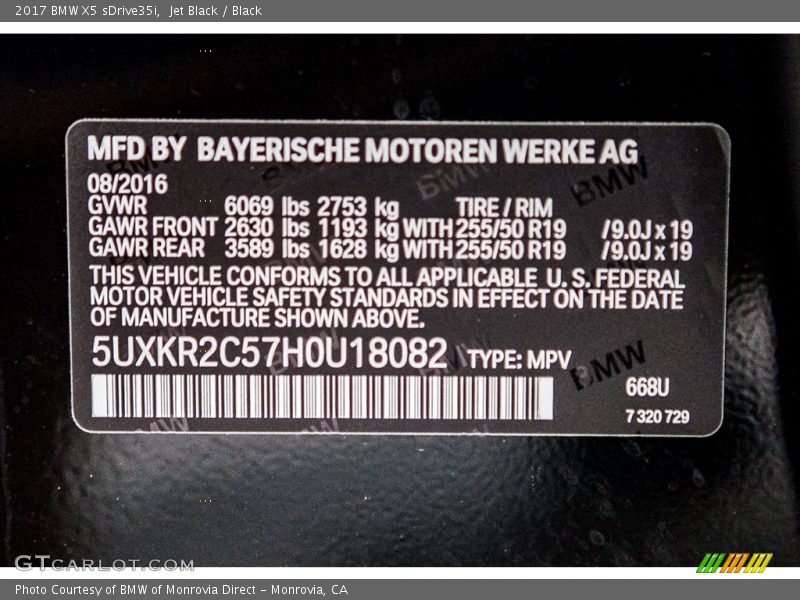 2017 BMW X5 sDrive35i, Jet Black / Black
MFD BY BAYERISCHE MOTOREN WERKE AG
08/2016
GVWR 6069 lbs 2753 kg TIRE / RIM
GAWR FRONT 2630 lbs 1193 kg WITH 255/50 R19 /9.0J x 19
GAWR REAR 3589 lbs 1628 kg WITH 255/50 R19 /9.0J x 19
THIS VEHICLE CONFORMS TO ALL APPLICABLE U.S. FEDERAL
MOTOR VEHICLE SAFETY STANDARDS IN EFFECT ON THE DATE
OF MANUFACTURE SHOWN ABOVE.
5UXKR2C57H0U18082 TYPE: MPV
668U
7 320 729
BMW
BMW
BMW
GTcarlot.com
Photo Courtesy of BMW of Monrovia Direct - Monrovia, CA